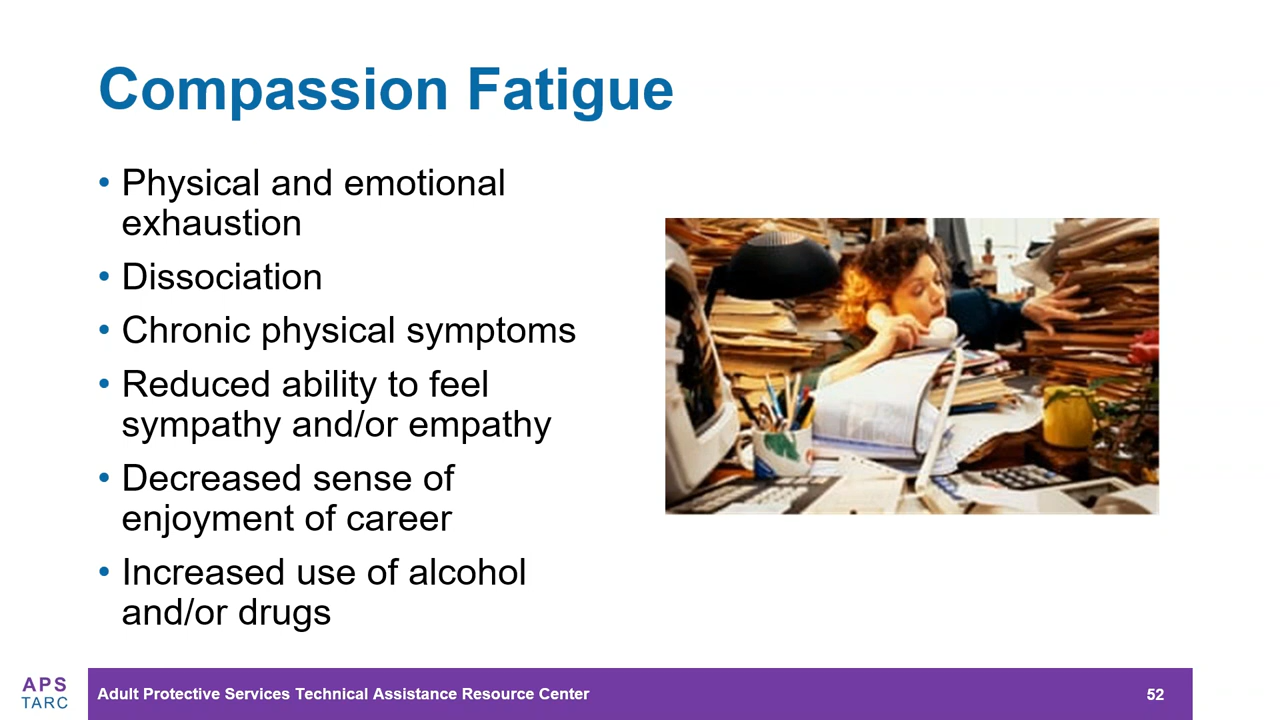 Compassion Fatigue
• Physical and emotional
exhaustion
• Dissociation
• Chronic physical symptoms
• Reduced ability to feel
sympathy and/or empathy
• Decreased sense of
enjoyment of career
• Increased use of alcohol
and/or drugs
APS
TARC
Adult Protective Services Technical Assistance Resource Center
52